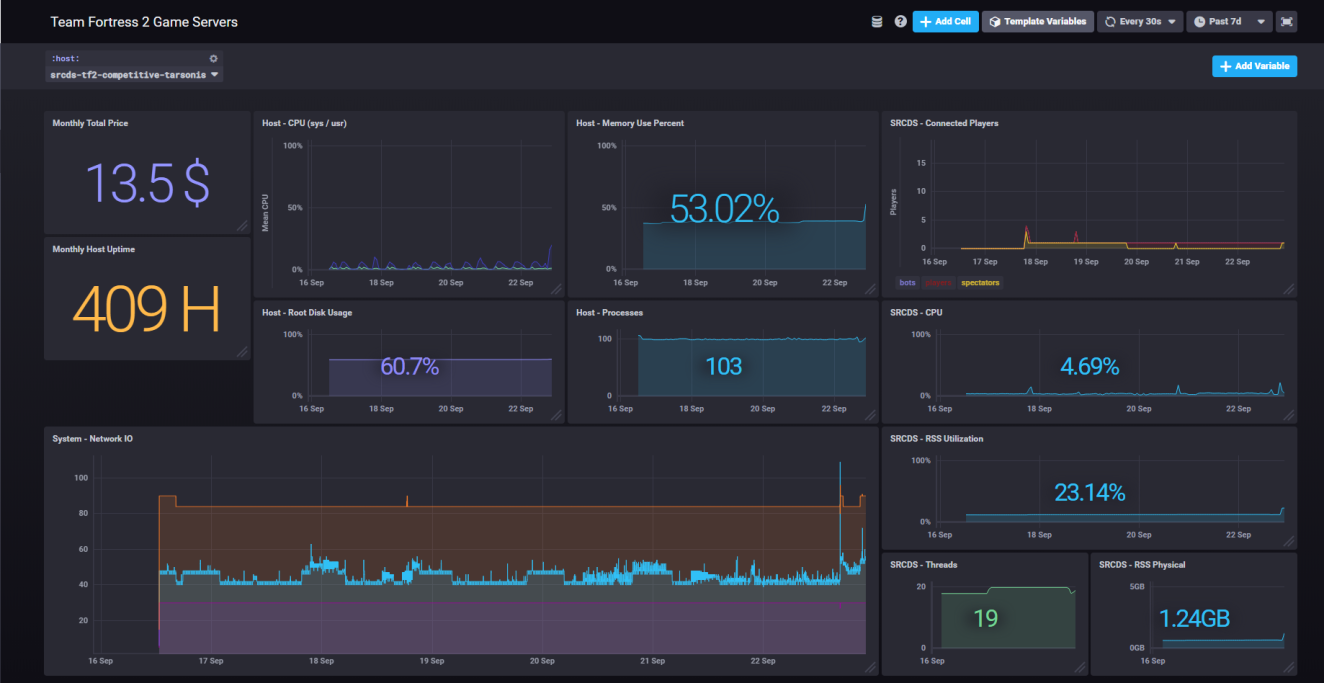 Team Fortress 2 Game Servers
? + Add Cell Template Variables Every 30s Past 7d
:host:
srcds-tf2-competitive-tarsonis
+ Add Variable
Monthly Total Price
13.5 $
Monthly Host Uptime
409 H
Host - CPU (sys / usr)
Mean CPU
100%
50%
0%
16 Sep 18 Sep 20 Sep 22 Sep
Host - Memory Use Percent
100%
50%
0%
53.02%
16 Sep 18 Sep 20 Sep 22 Sep
SRCDS - Connected Players
Players
15
10
5
0
16 Sep 17 Sep 18 Sep 19 Sep 20 Sep 21 Sep 22 Sep
bots players spectators
Host - Root Disk Usage
100%
60.7%
0%
16 Sep 18 Sep 20 Sep 22 Sep
Host - Processes
100
103
0
16 Sep 18 Sep 20 Sep 22 Sep
SRCDS - CPU
100%
4.69%
0%
16 Sep 18 Sep 20 Sep 22 Sep
System - Network IO
100
80
60
40
20
16 Sep 17 Sep 18 Sep 19 Sep 20 Sep 21 Sep 22 Sep
SRCDS - RSS Utilization
100%
23.14%
0%
16 Sep 18 Sep 20 Sep 22 Sep
SRCDS - Threads
20
19
0
16 Sep
SRCDS - RSS Physical
5GB
1.24GB
0GB
16 Sep